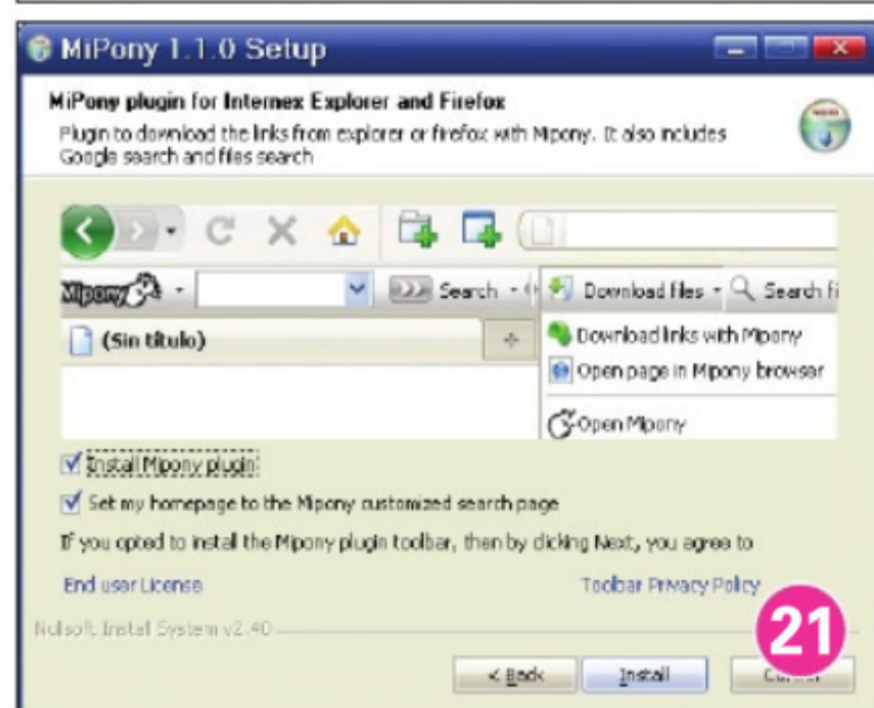 MiPony 1.1.0 Setup
MiPony plugin for Internex Explorer and Firefox
Plugin to download the links from explorer or firefox with Mipony. It also includes
Google search and files search
Mipony
Search
Download files
Search fi
(Sin título)
Download links with Mipony
Open page in Mipony browser
Open Mipony
Install Mipony plugin
Set my homepage to the Mipony customized search page
If you opted to install the Mipony plugin toolbar, then by clicking Next, you agree to
End user License
Toolbar Privacy Policy
Nullsoft Install System v2.40
21
< Back
Install